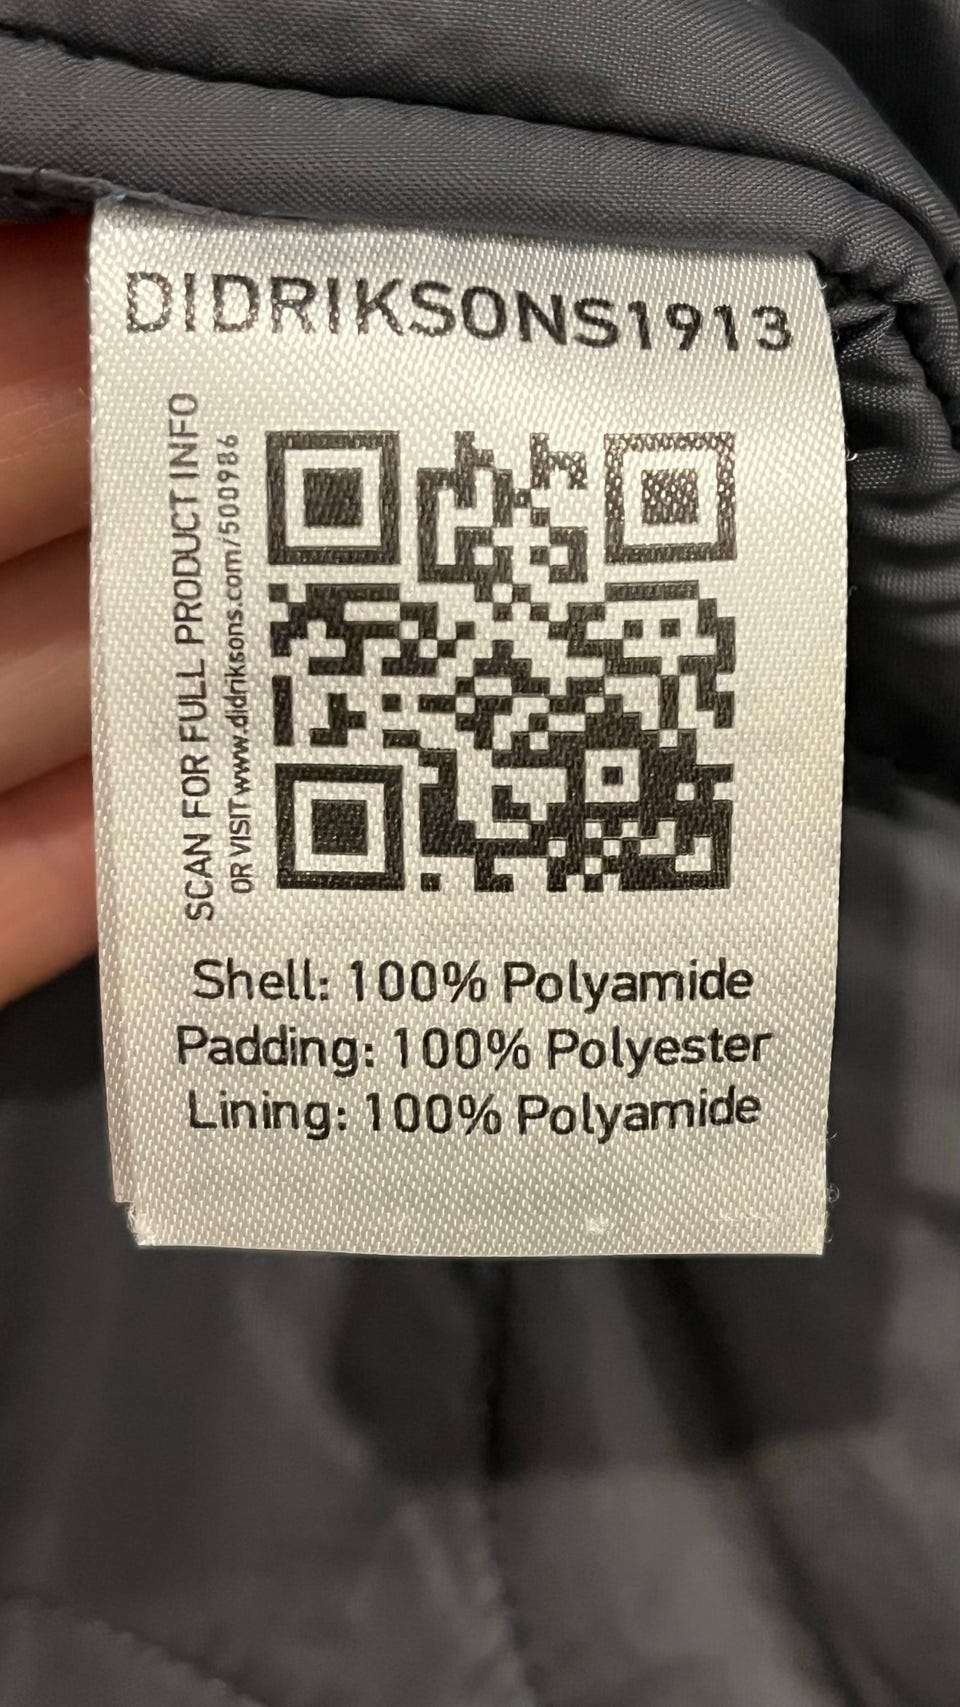 DIDRIKSONS1913
SCAN FOR FULL PRODUCT INFO
OR VISIT www.didriksons.com/500986
Shell: 100% Polyamide
Padding: 100% Polyester
Lining: 100% Polyamide